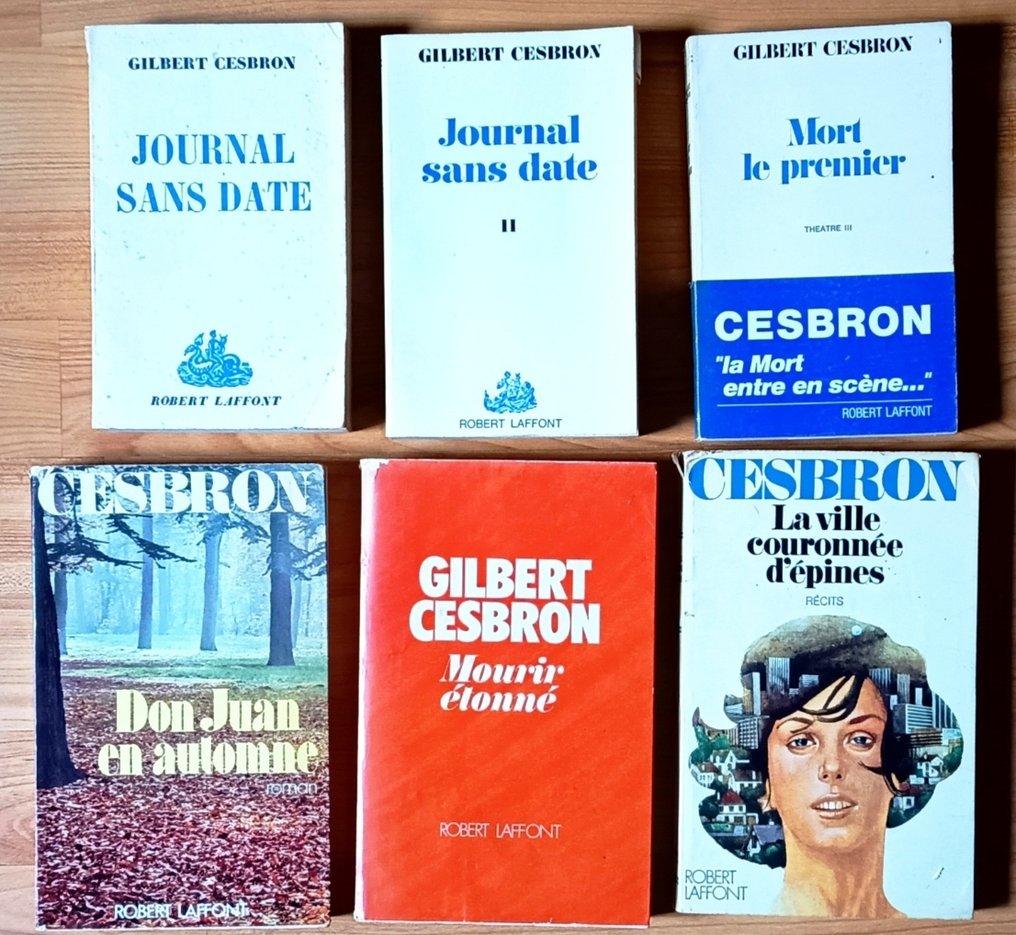 GILBERT CESBRON
JOURNAL
SANS DATE
ROBERT LAFFONT
GILBERT CESBRON
Journal
sans date
II
ROBERT LAFFONT
GILBERT CESBRON
Mort
le premier
THEATRE III
CESBRON
"la Mort
entre en scène..."
ROBERT LAFFONT
CESBRON
Don Juan
en automne
roman
ROBERT LAFFONT
GILBERT
CESBRON
Mourir
étonné
ROBERT LAFFONT
CESBRON
La ville
couronnée
d'épines
RÉCITS
ROBERT
LAFFONT